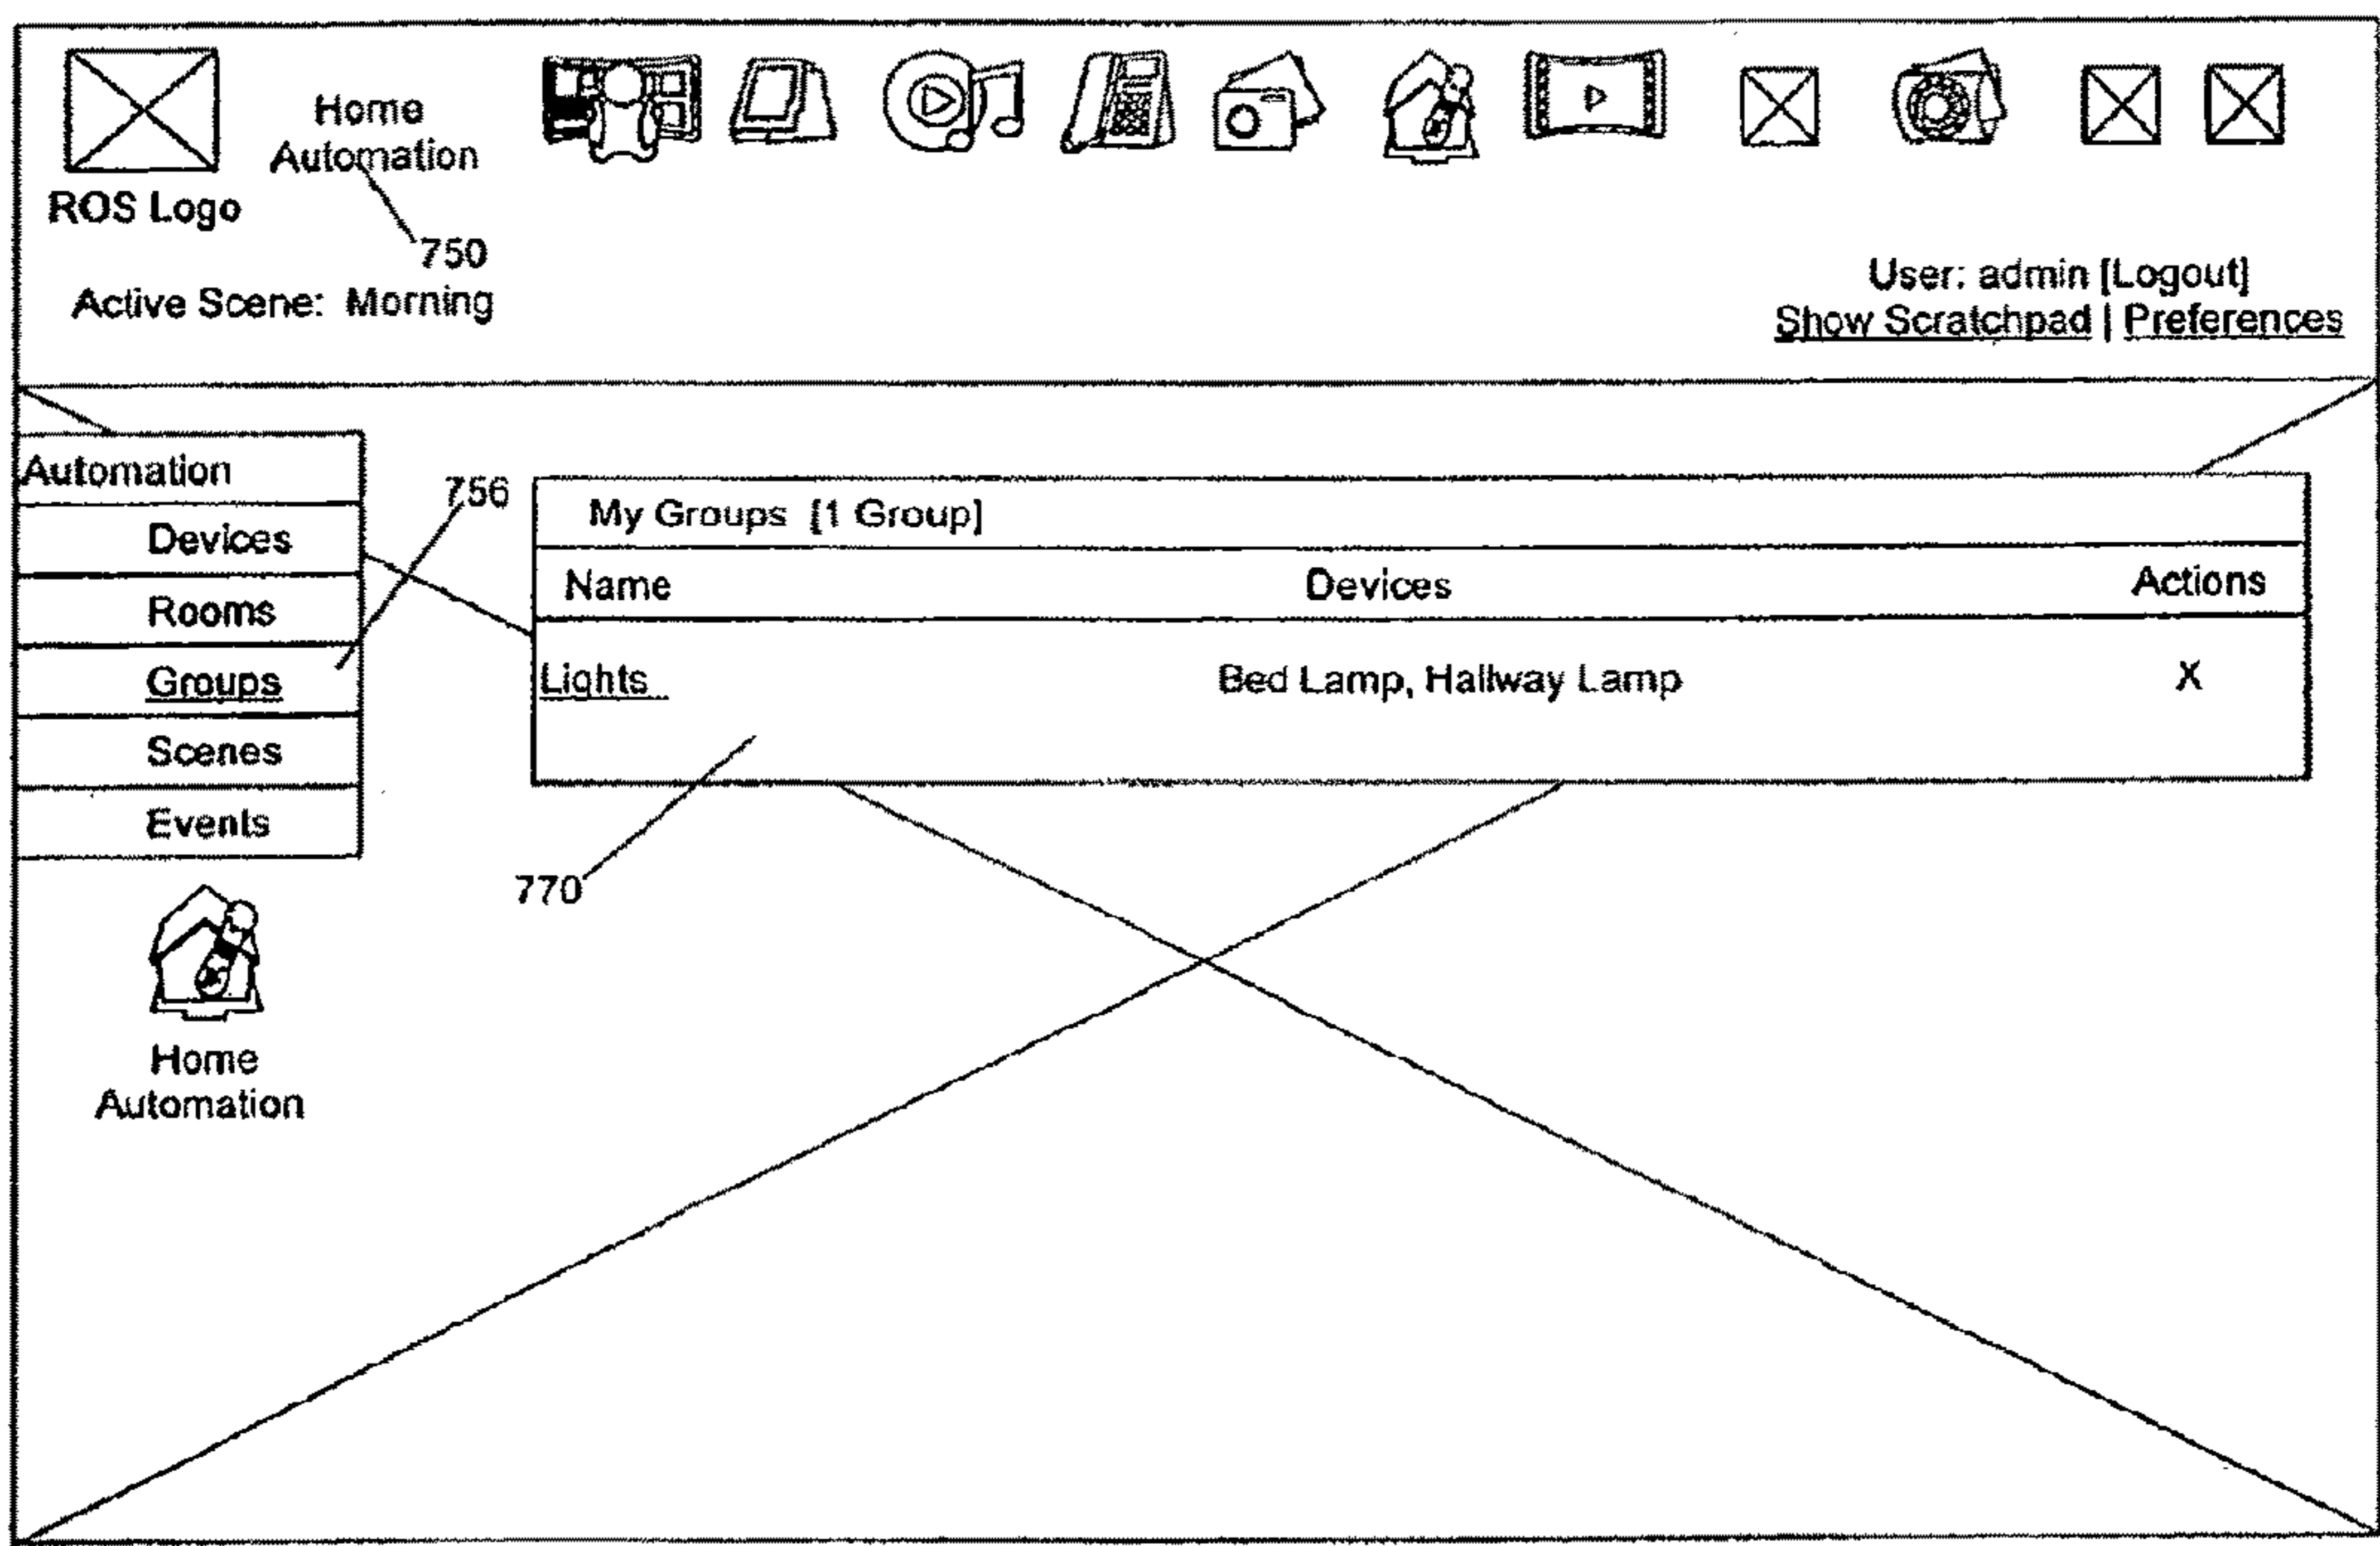 Home
Automation
ROS Logo
750
Active Scene: Morning
User: admin [Logout]
Show Scratchpad | Preferences
Automation
Devices
Rooms
Groups
Scenes
Events
756
My Groups [1 Group]
Name Devices Actions
Lights Bed Lamp, Hallway Lamp X
770
Home
Automation